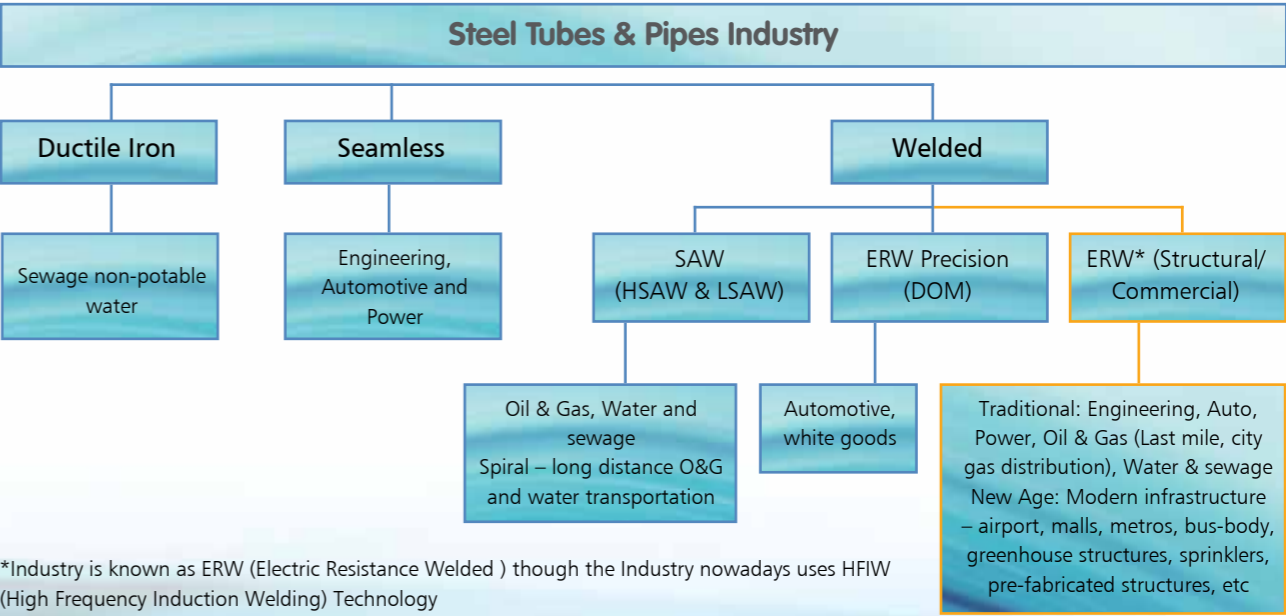 Steel Tubes & Pipes Industry
Ductile Iron
Seamless
Welded
Sewage non-potable
water
Engineering,
Automotive and
Power
SAW
(HSAW & LSAW)
ERW Precision
(DOM)
ERW* (Structural/
Commercial)
Oil & Gas, Water and
sewage
Spiral – long distance O&G
and water transportation
Automotive,
white goods
Traditional: Engineering, Auto,
Power, Oil & Gas (Last mile, city
gas distribution), Water & sewage
New Age: Modern infrastructure
– airport, malls, metros, bus-body,
greenhouse structures, sprinklers,
pre-fabricated structures, etc
*Industry is known as ERW (Electric Resistance Welded ) though the Industry nowadays uses HFIW
(High Frequency Induction Welding) Technology